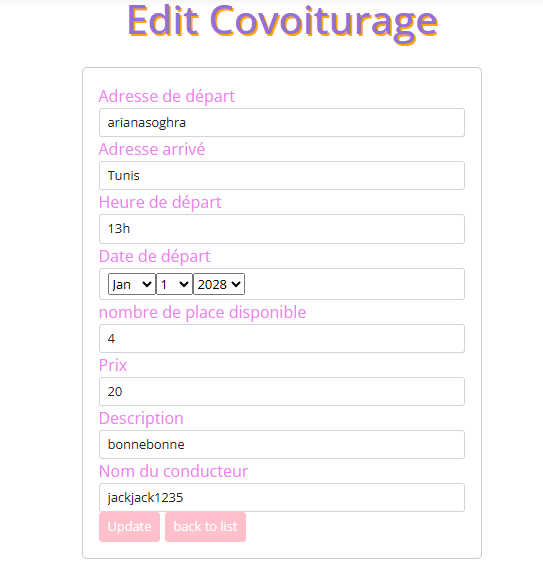 Edit Covoiturage
Adresse de départ
arianasoghra
Adresse arrivé
Tunis
Heure de départ
13h
Date de départ
Jan 1 2028
nombre de place disponible
4
Prix
20
Description
bonnebonne
Nom du conducteur
jackjack1235
Update back to list